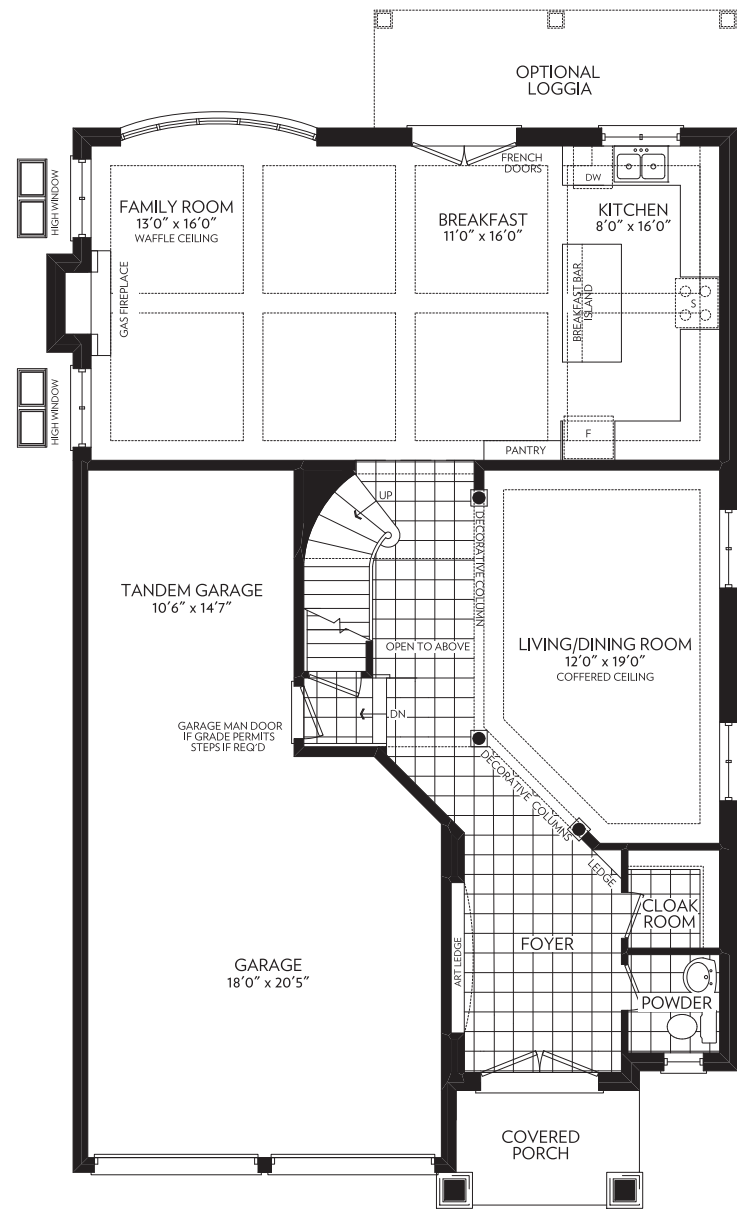 OPTIONAL
LOGGIA
FRENCH
DOORS
DW
HIGH WINDOW
FAMILY ROOM
13'0" x 16'0"
WAFFLE CEILING
BREAKFAST
11'0" x 16'0"
KITCHEN
8'0" x 16'0"
GAS FIREPLACE
BREAKFAST BAR
ISLAND
S
HIGH WINDOW
F
PANTRY
UP
DECORATIVE COLUMN
TANDEM GARAGE
10'6" x 14'7"
OPEN TO ABOVE
LIVING/DINING ROOM
12'0" x 19'0"
COFFERED CEILING
DN
GARAGE MAN DOOR
IF GRADE PERMITS
STEPS IF REQ'D
DECORATIVE COLUMNS
LEDGE
CLOAK
ROOM
FOYER
ART LEDGE
GARAGE
18'0" x 20'5"
POWDER
COVERED
PORCH